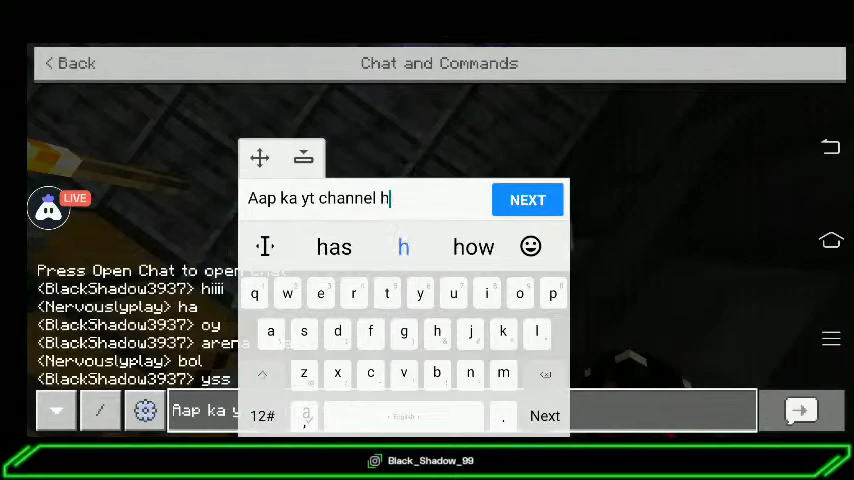 Back
Chat and Commands
Aap ka yt channel h
NEXT
LIVE
has h how
Press Open Chat to open chat
<BlackShadow3937> hiiii
<Nervouslyplay> ha
<BlackShadow3937> oy
<BlackShadow3937> arena
<Nervouslyplay> bol
<BlackShadow3937> yss
q w e r t y u i o p
a s d f g h j k l
z x c v b n m
/ Aap ka y
12# , English . Next
Black_Shadow_99